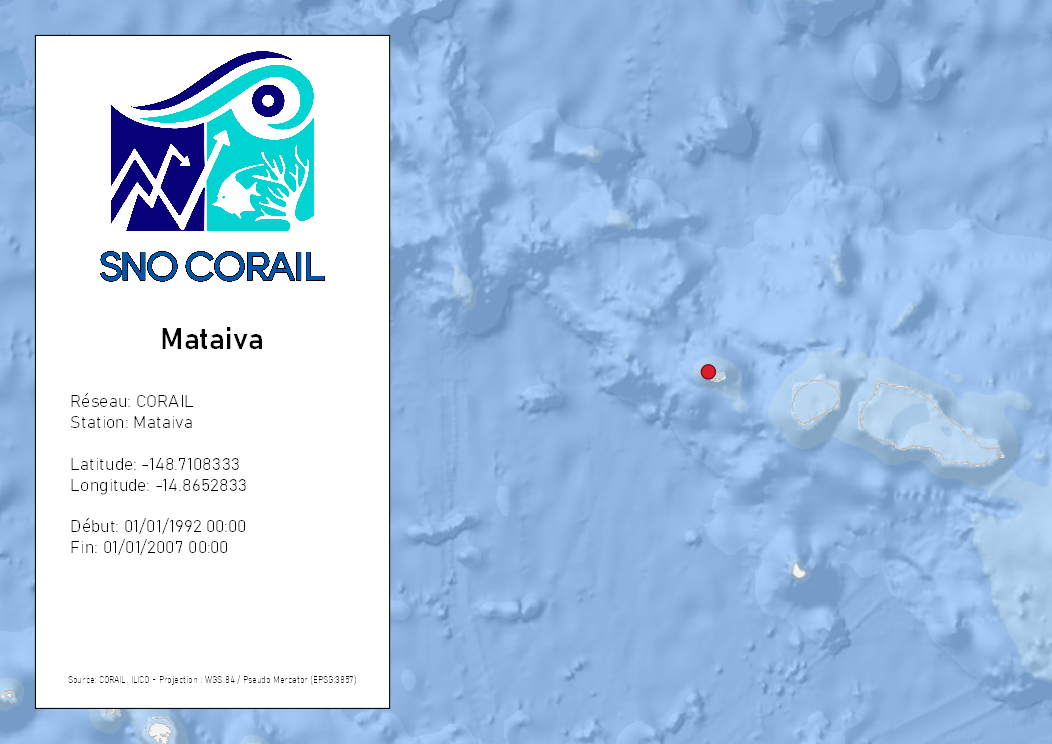 SNO CORAIL
Mataiva
Réseau: CORAIL
Station: Mataiva
Latitude: -148.7108333
Longitude: -14.8652833
Début: 01/01/1992 00:00
Fin: 01/01/2007 00:00
Source: CORAIL, ILICO - Projection : WGS 84 / Pseudo Mercator (EPSG:3857)